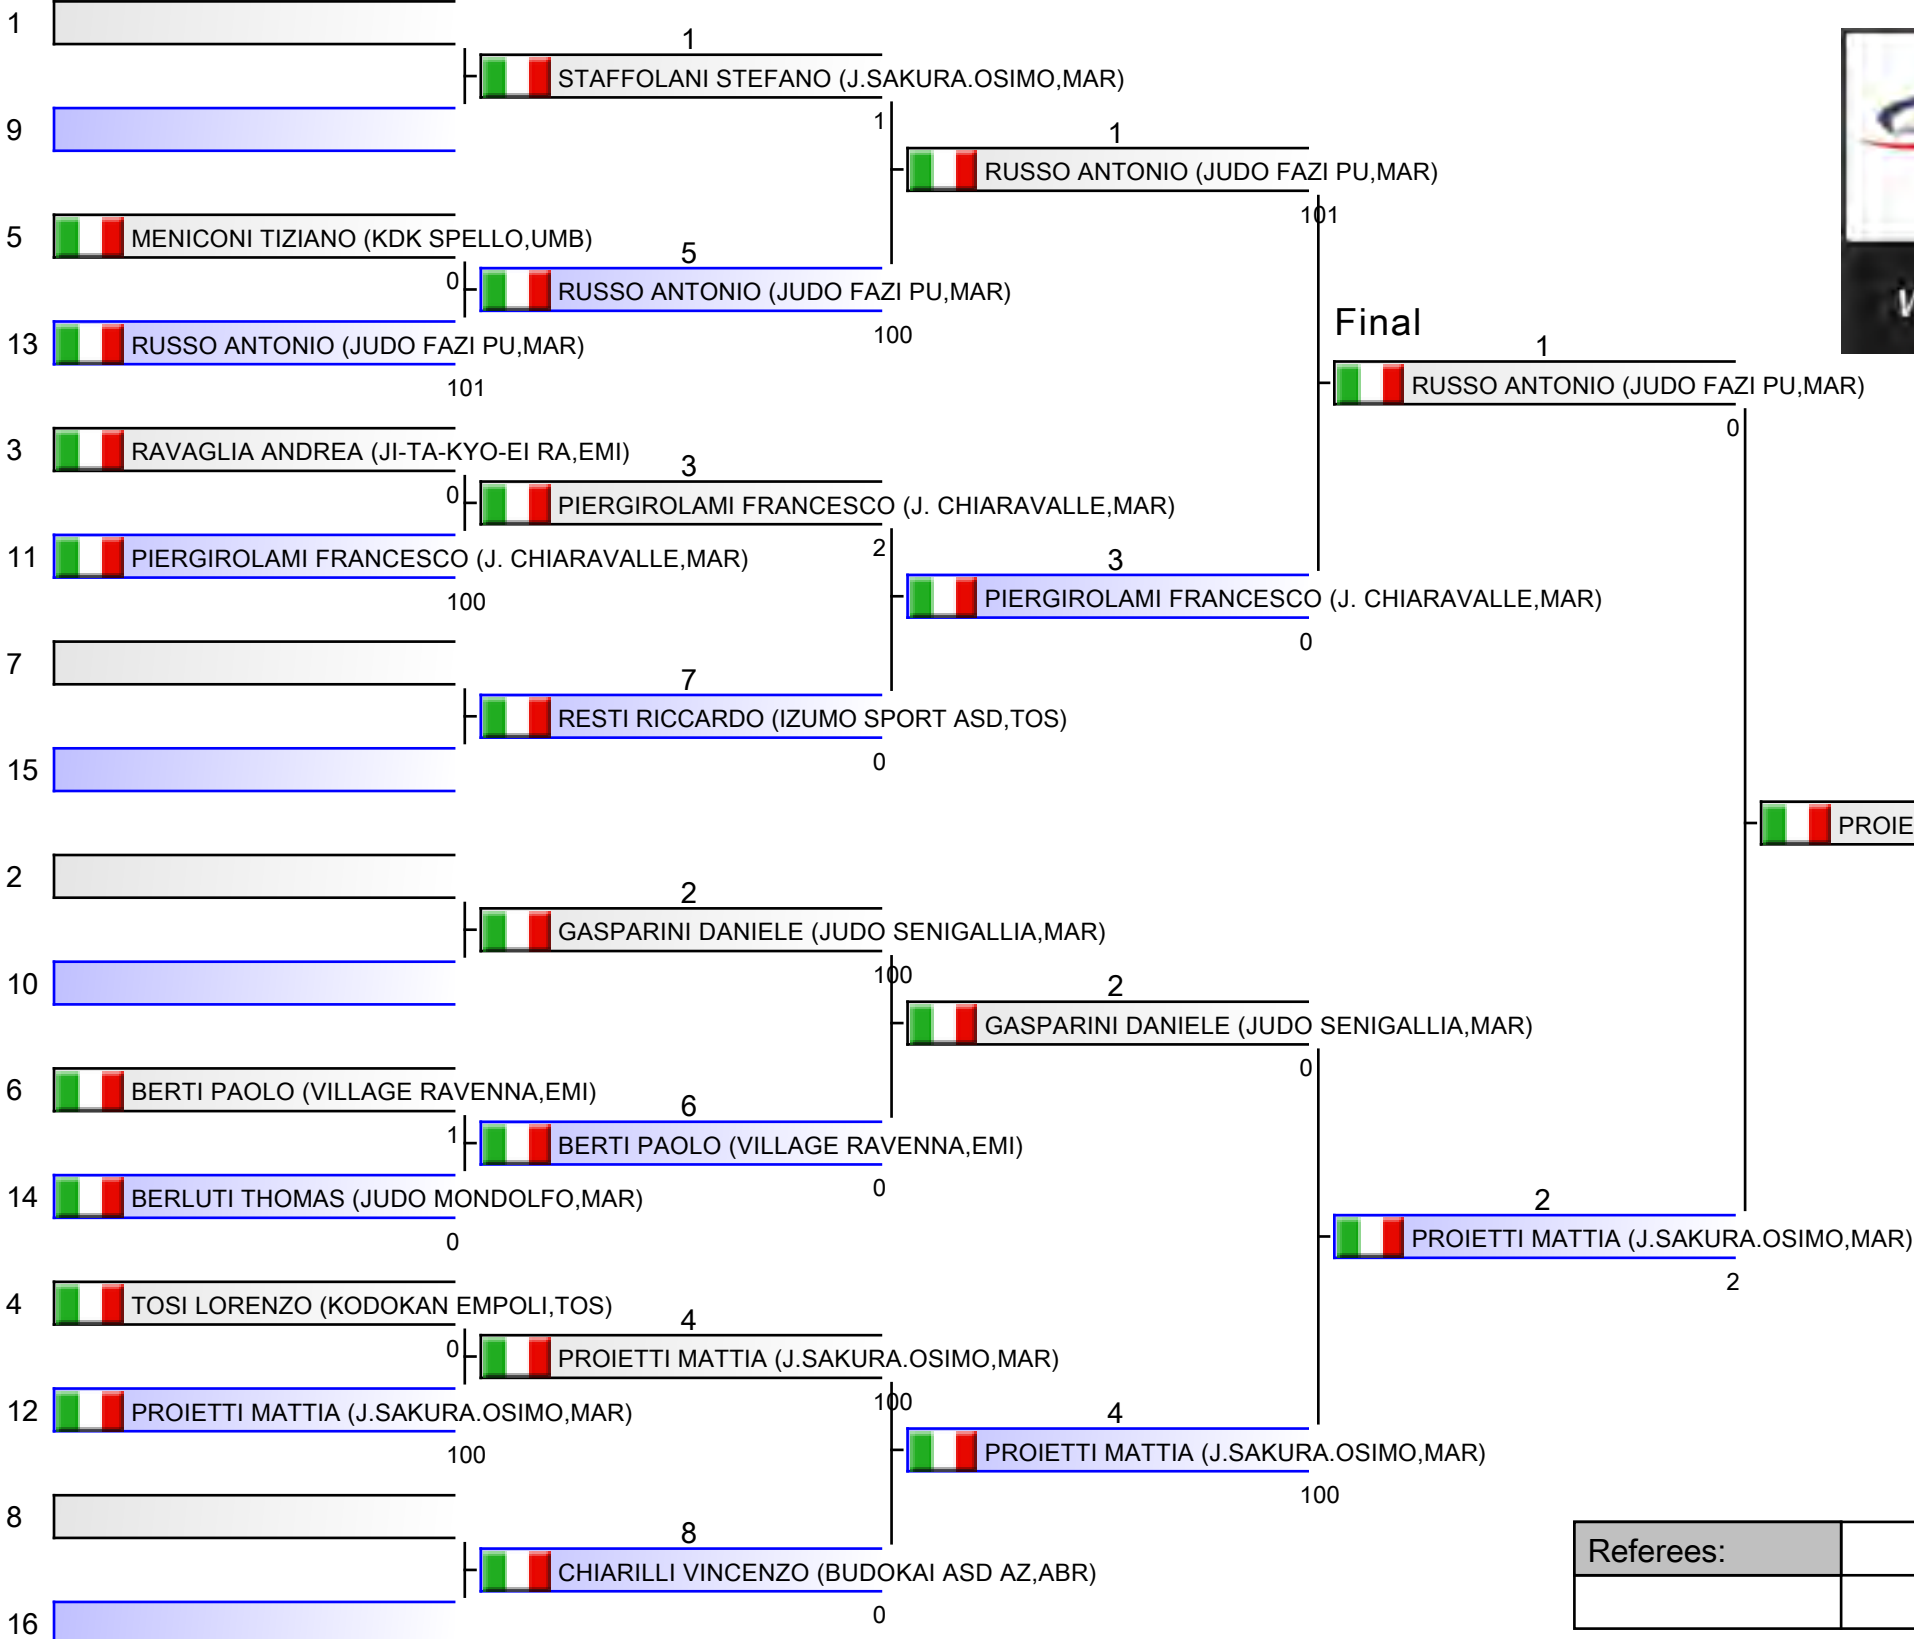 1
1
STAFFOLANI STEFANO (J.SAKURA.OSIMO,MAR)
9
1
1
RUSSO ANTONIO (JUDO FAZI PU,MAR)
101
5
MENICONI TIZIANO (KDK SPELLO,UMB)
0
5
RUSSO ANTONIO (JUDO FAZI PU,MAR)
100
13
RUSSO ANTONIO (JUDO FAZI PU,MAR)
101
Final
1
RUSSO ANTONIO (JUDO FAZI PU,MAR)
0
3
RAVAGLIA ANDREA (JI-TA-KYO-EI RA,EMI)
0
3
PIERGIROLAMI FRANCESCO (J. CHIARAVALLE,MAR)
2
11
PIERGIROLAMI FRANCESCO (J. CHIARAVALLE,MAR)
100
3
PIERGIROLAMI FRANCESCO (J. CHIARAVALLE,MAR)
0
7
7
RESTI RICCARDO (IZUMO SPORT ASD,TOS)
0
15
PROIE
2
2
GASPARINI DANIELE (JUDO SENIGALLIA,MAR)
100
10
2
GASPARINI DANIELE (JUDO SENIGALLIA,MAR)
0
6
BERTI PAOLO (VILLAGE RAVENNA,EMI)
1
6
BERTI PAOLO (VILLAGE RAVENNA,EMI)
0
14
BERLUTI THOMAS (JUDO MONDOLFO,MAR)
0
2
PROIETTI MATTIA (J.SAKURA.OSIMO,MAR)
2
4
TOSI LORENZO (KODOKAN EMPOLI,TOS)
0
4
PROIETTI MATTIA (J.SAKURA.OSIMO,MAR)
100
12
PROIETTI MATTIA (J.SAKURA.OSIMO,MAR)
100
4
PROIETTI MATTIA (J.SAKURA.OSIMO,MAR)
100
8
8
CHIARILLI VINCENZO (BUDOKAI ASD AZ,ABR)
0
16
Referees: